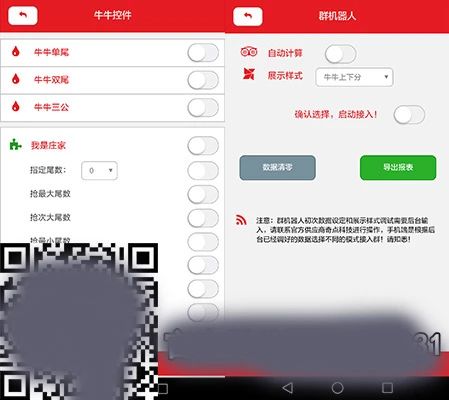 牛牛控件
牛牛单尾
牛牛双尾
牛牛三公
我是庄家
指定尾数：
0
抢最大尾数
抢次大尾数
抢最小尾数
群机器人
自动计算
展示样式
牛牛上下分
确认选择，启动接入！
数据清零
导出报表
注意：群机器人初次数据设定和展示样式调试需要后台输
入，请联系官方供应商奇点科技进行操作，手机端是根据后
台已经调好的数据选择不同的模式接入群！请知悉！
31